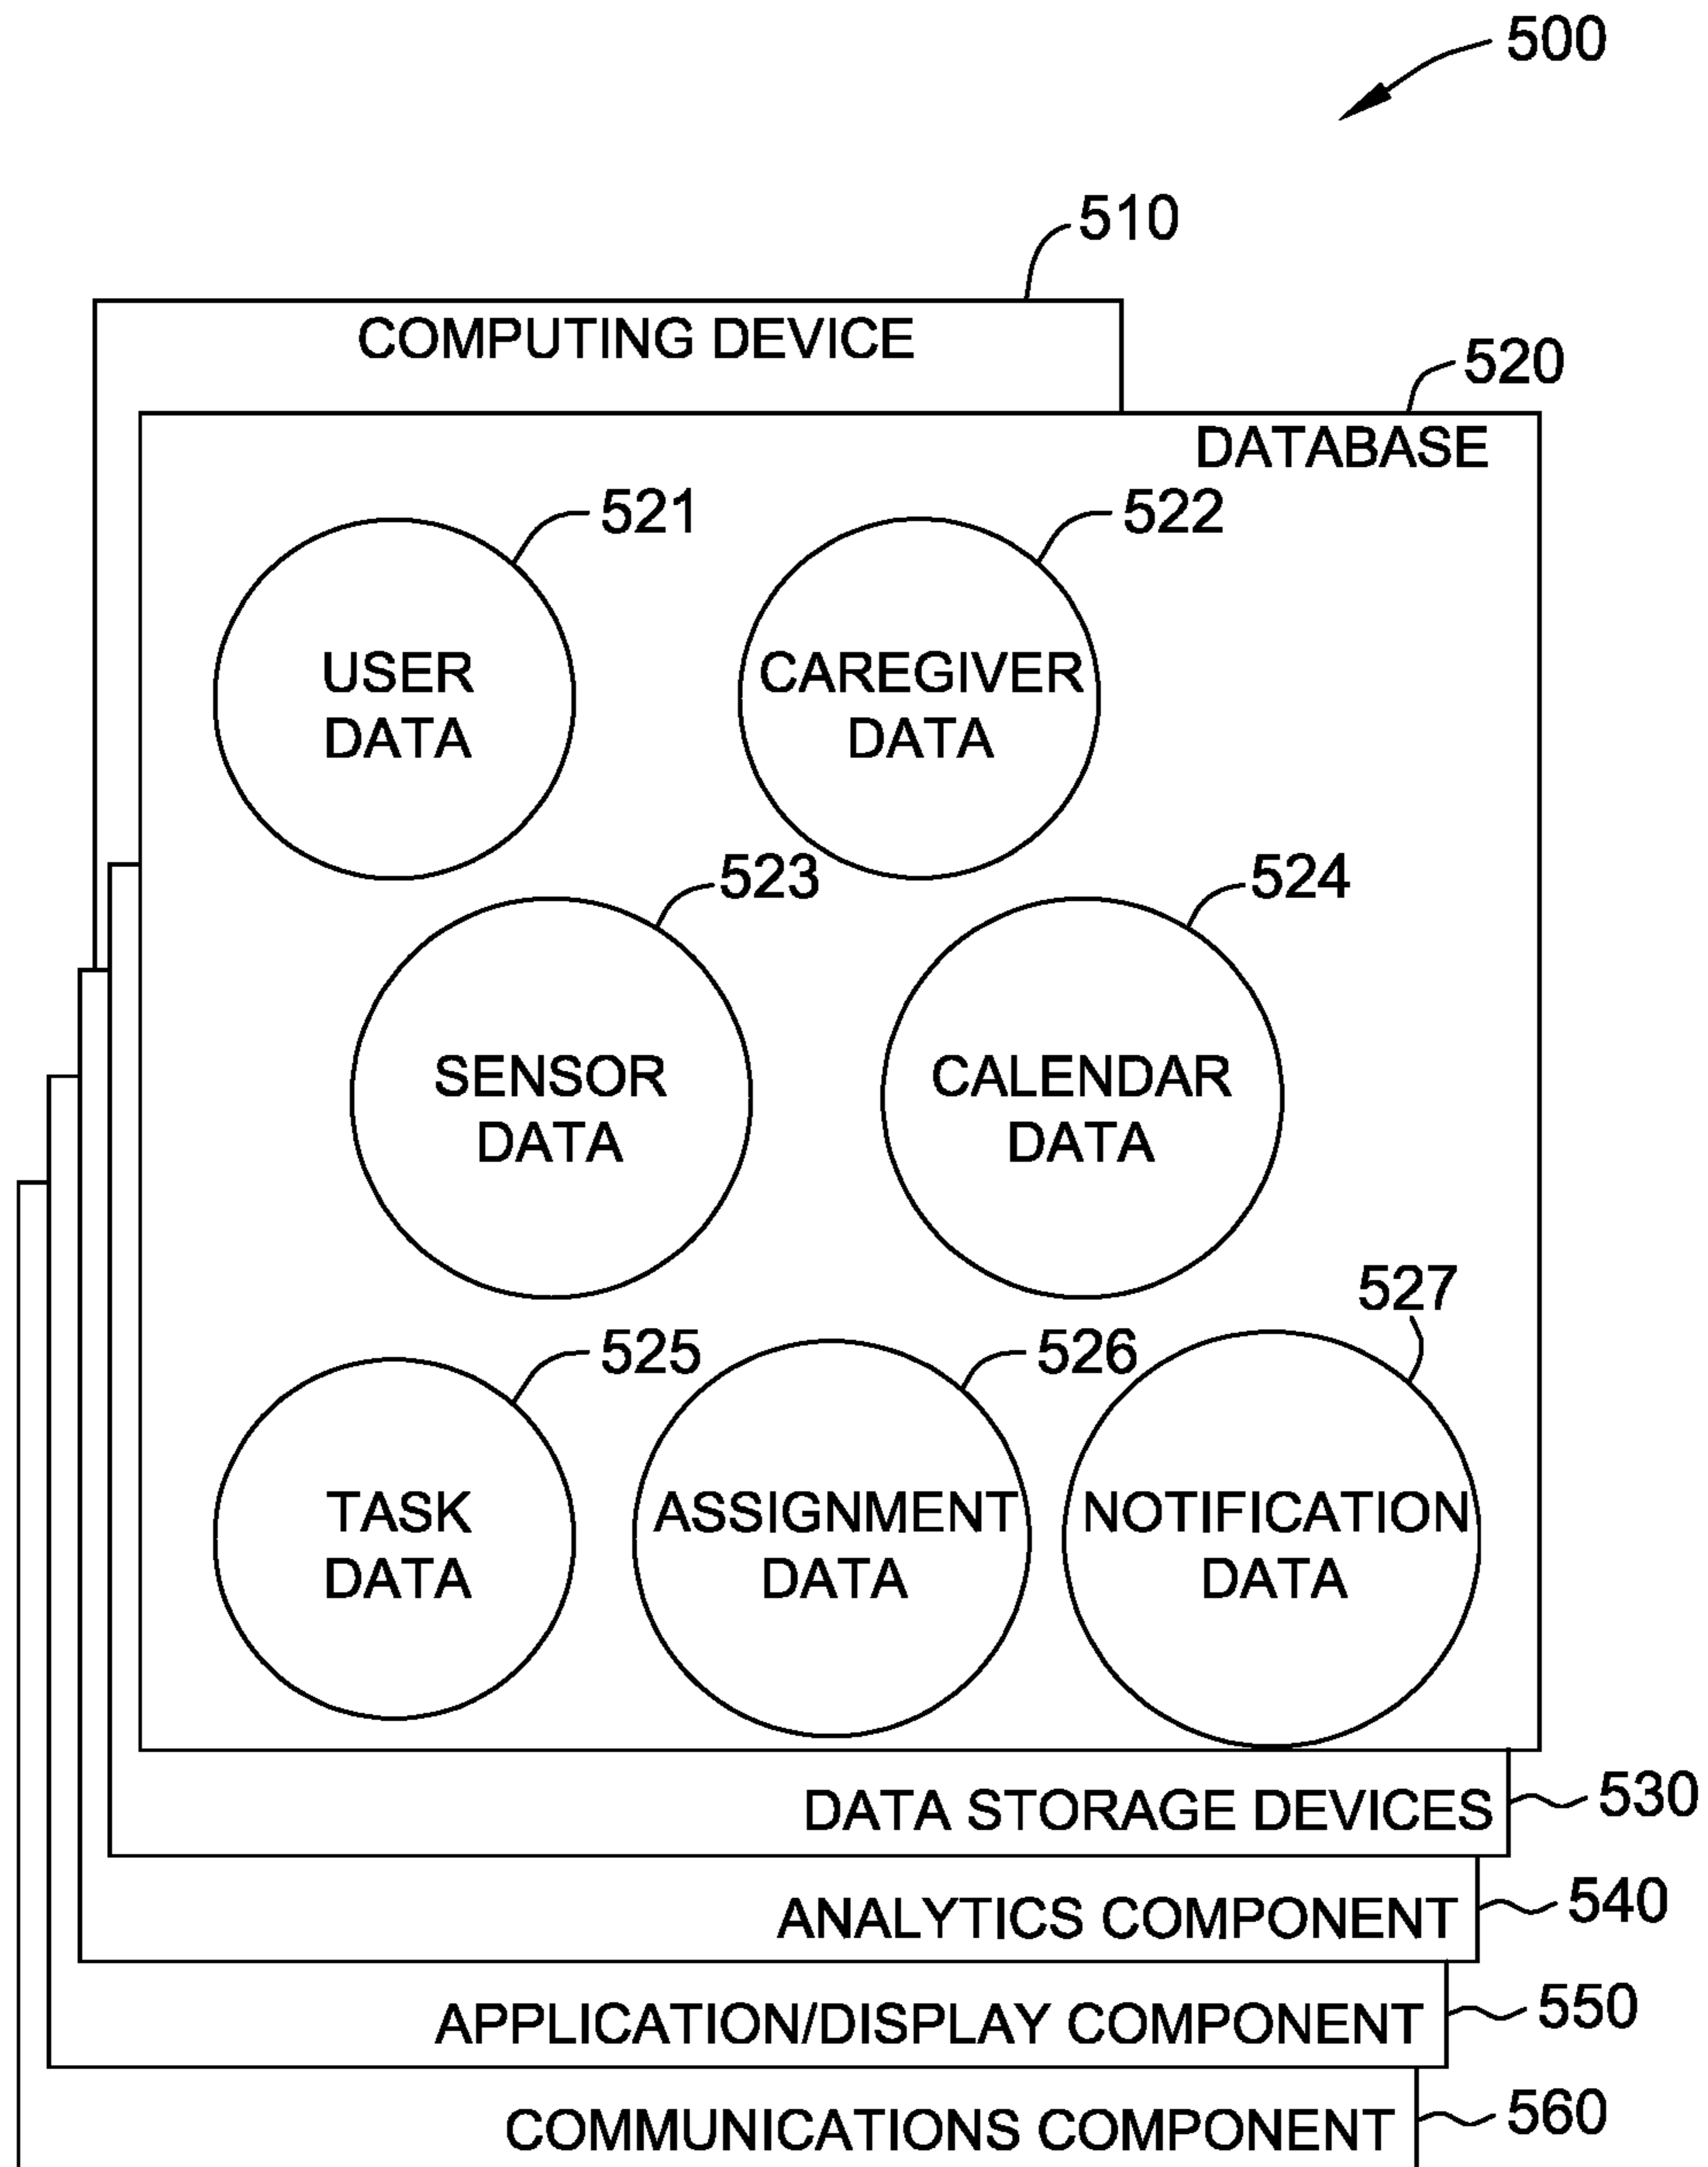 500
510
COMPUTING DEVICE
520
DATABASE
521
522
USER
DATA
CAREGIVER
DATA
523
524
SENSOR
DATA
CALENDAR
DATA
527
525
526
TASK
DATA
ASSIGNMENT
DATA
NOTIFICATION
DATA
DATA STORAGE DEVICES
530
ANALYTICS COMPONENT
540
APPLICATION/DISPLAY COMPONENT
550
COMMUNICATIONS COMPONENT
560